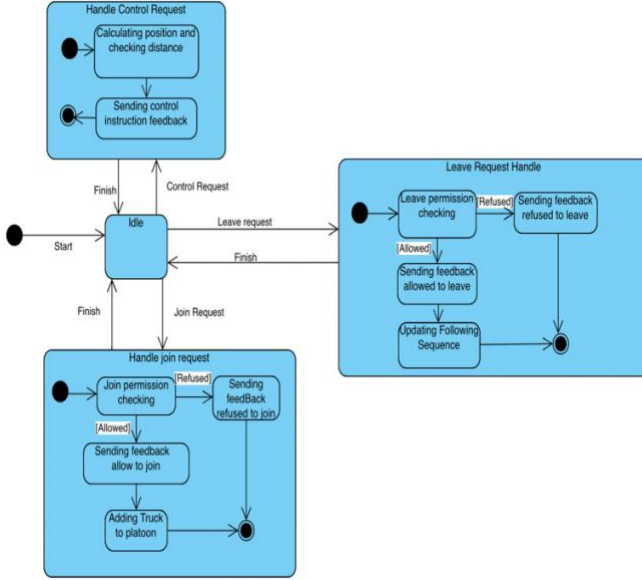 Handle Control Request
Calculating position and
checking distance
Sending control
instruction feedback
Finish
Control Request
Start
Idle
Leave request
Finish
Leave Request Handle
Leave permission
checking
[Refused]
Sending feedback
refused to leave
[Allowed]
Sending feedback
allowed to leave
Updating Following
Sequence
Finish
Join Request
Handle join request
Join permission
checking
[Refused]
Sending
feedBack
refused to join
[Allowed]
Sending feedback
allow to join
Adding Truck
to platoon